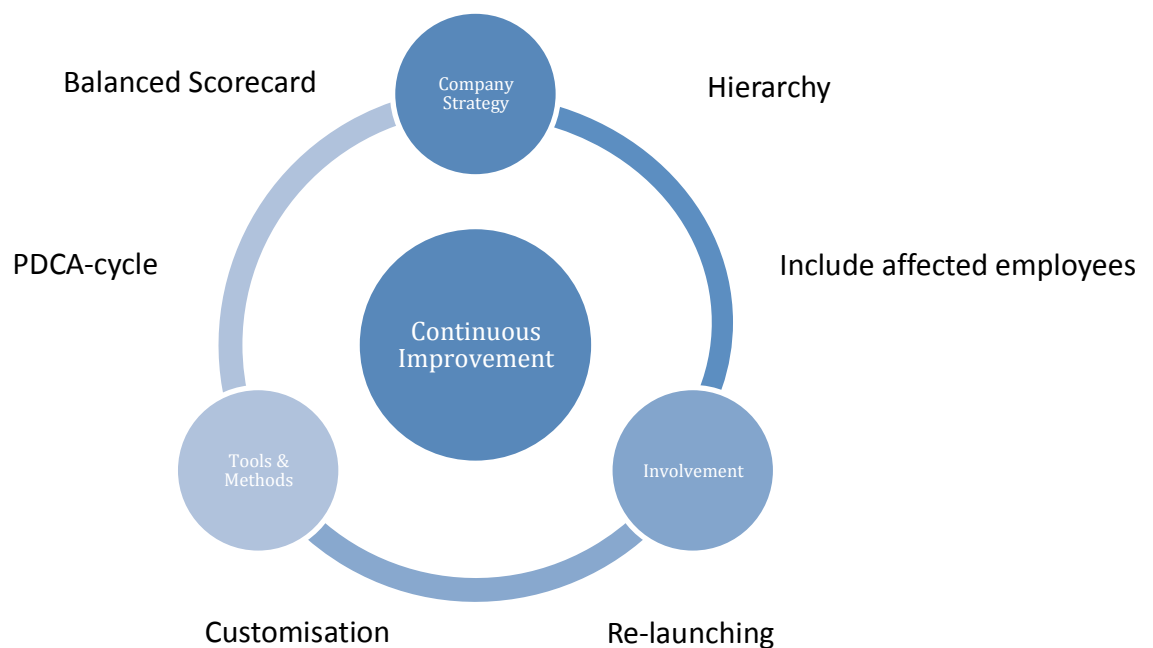 Company
Strategy
Balanced Scorecard
Hierarchy
PDCA-cycle
Include affected employees
Continuous
Improvement
Tools &
Methods
Involvement
Customisation
Re-launching